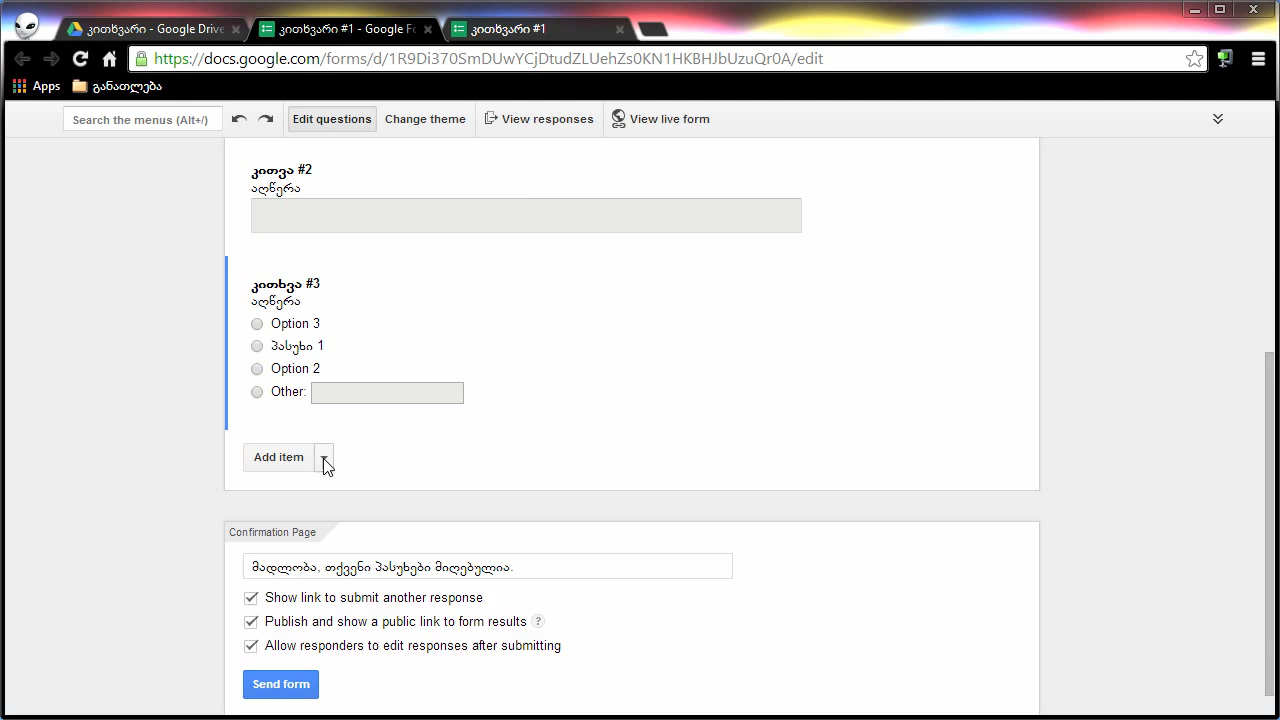 კითხვარი - Google Drive
კითხვარი #1 - Google Fo
კითხვარი #1
https://docs.google.com/forms/d/1R9Di370SmDUwYCjDtudZLUehZs0KN1HKBHJbUzuQr0A/edit
Apps
განათლება
Search the menus (Alt+/)
Edit questions
Change theme
View responses
View live form
კითვა #2
აღწერა
კითხვა #3
აღწერა
Option 3
პასუხი 1
Option 2
Other:
Add item
Confirmation Page
მადლობა, თქვენი პასუხები მიღებულია.
Show link to submit another response
Publish and show a public link to form results ?
Allow responders to edit responses after submitting
Send form